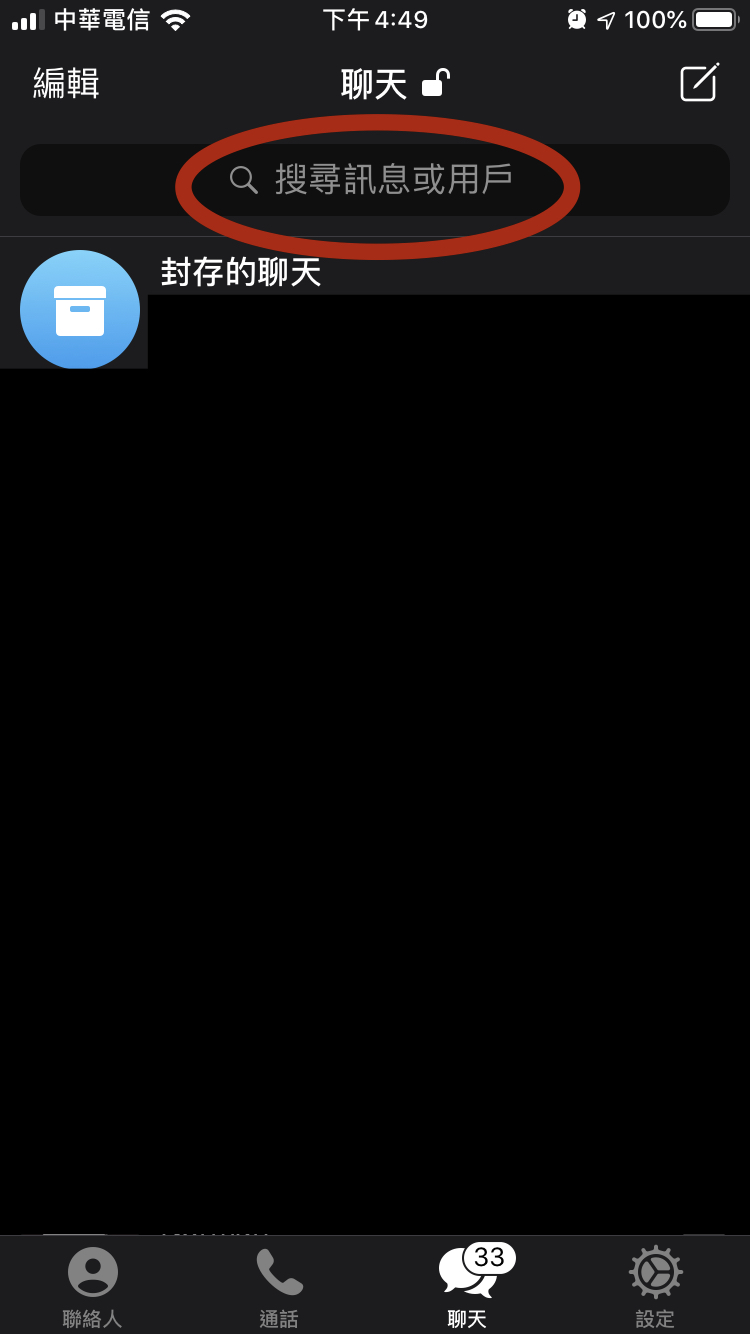 中華電信 下午4:49 100%
編輯 聊天
搜尋訊息或用戶
封存的聊天
33
聯絡人 通話 聊天 設定